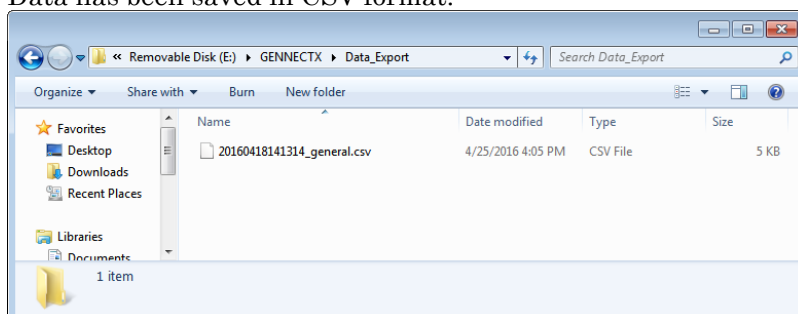 Data has been saved in CSV format.
« Removable Disk (E:) ▸ GENNECTX ▸ Data_Export
Search Data_Export
Organize Share with Burn New folder
Favorites
Desktop
Downloads
Recent Places
Libraries
Documents
Name Date modified Type Size
20160418141314_general.csv 4/25/2016 4:05 PM CSV File 5 KB
1 item